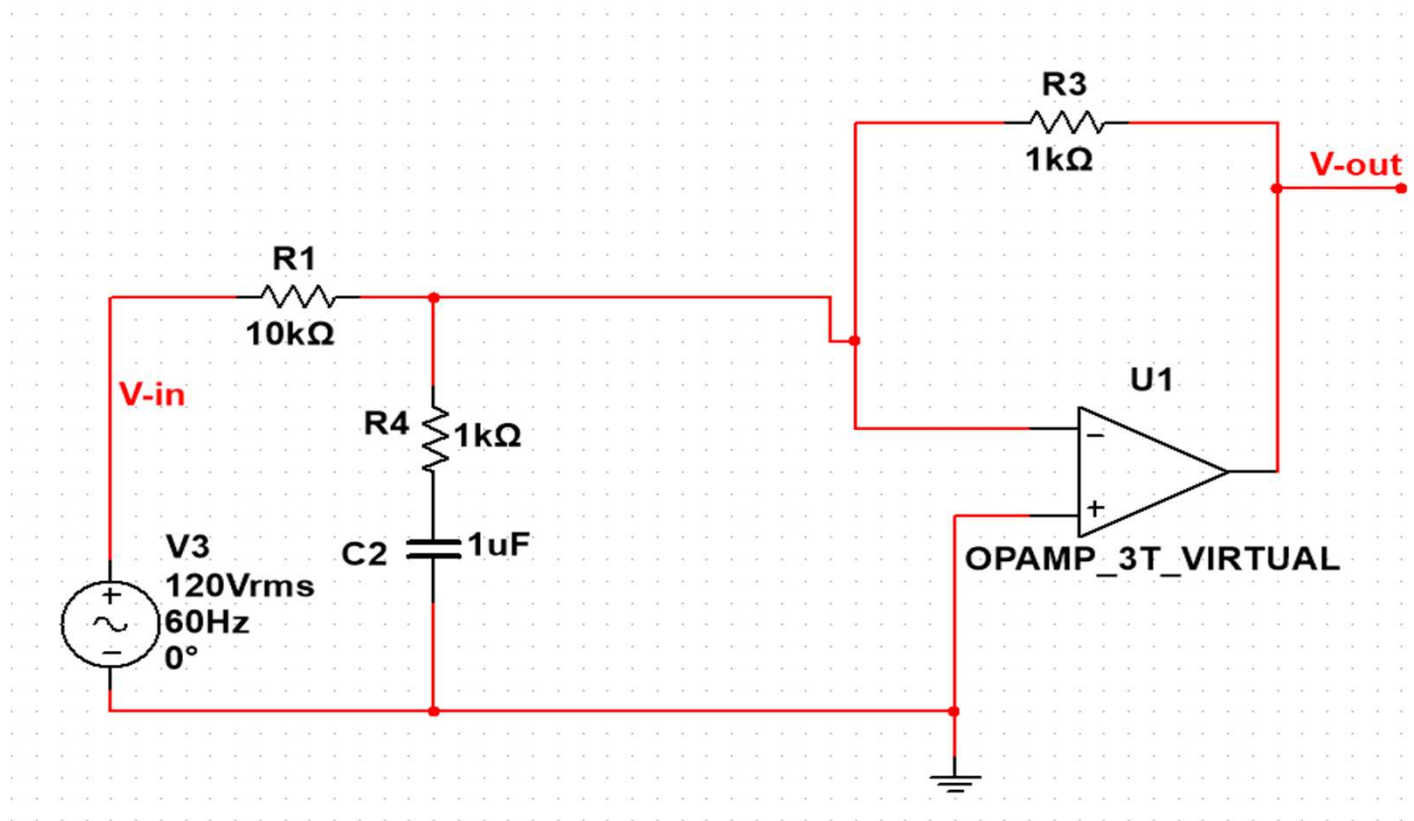 R3
1kΩ
V-out
R1
10kΩ
V-in
U1
R4
1kΩ
C2
1uF
V3
120Vrms
60Hz
0°
OPAMP_3T_VIRTUAL